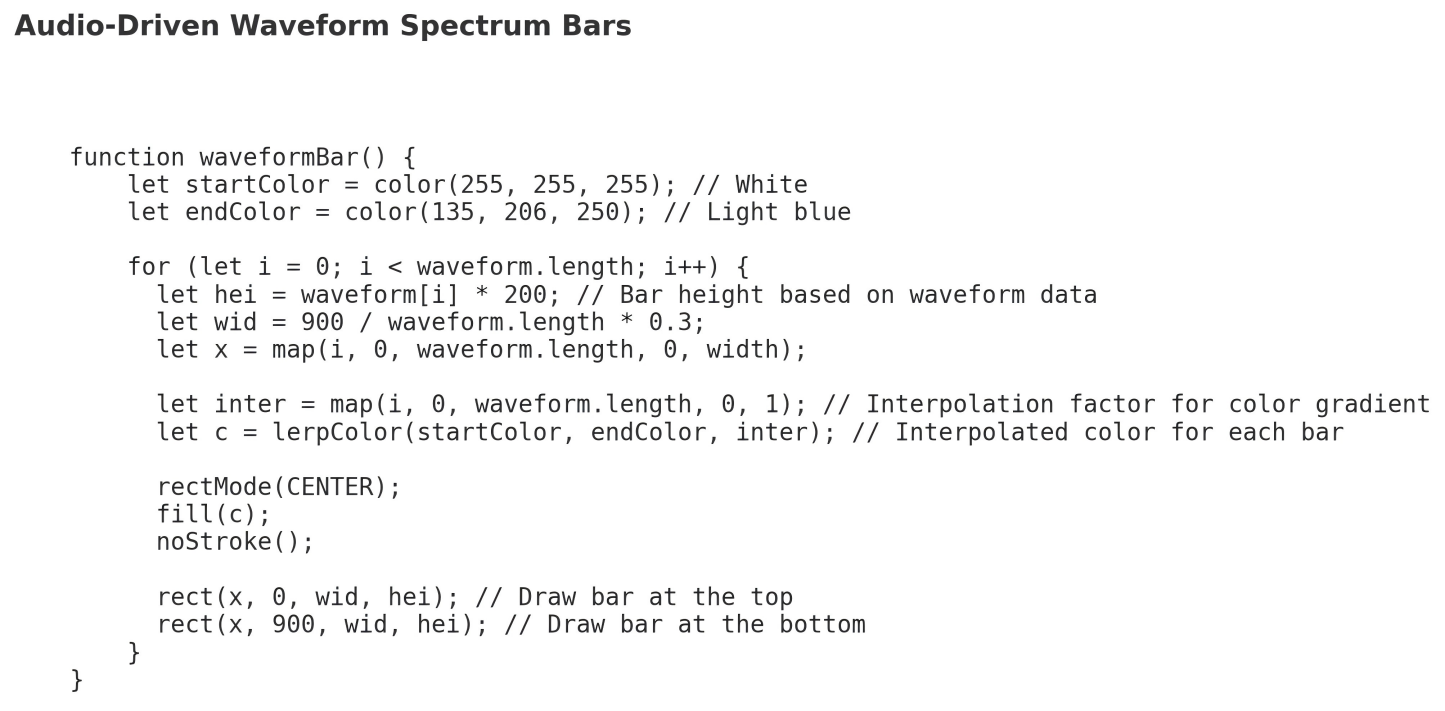 Audio-Driven Waveform Spectrum Bars
function waveformBar() {
let startColor = color(255, 255, 255); // White
let endColor = color(135, 206, 250); // Light blue
for (let i = 0; i < waveform.length; i++) {
let hei = waveform[i] * 200; // Bar height based on waveform data
let wid = 900 / waveform.length * 0.3;
let x = map(i, 0, waveform.length, 0, width);
let inter = map(i, 0, waveform.length, 0, 1); // Interpolation factor for color gradient
let c = lerpColor(startColor, endColor, inter); // Interpolated color for each bar
rectMode(CENTER);
fill(c);
noStroke();
rect(x, 0, wid, hei); // Draw bar at the top
rect(x, 900, wid, hei); // Draw bar at the bottom
}
}